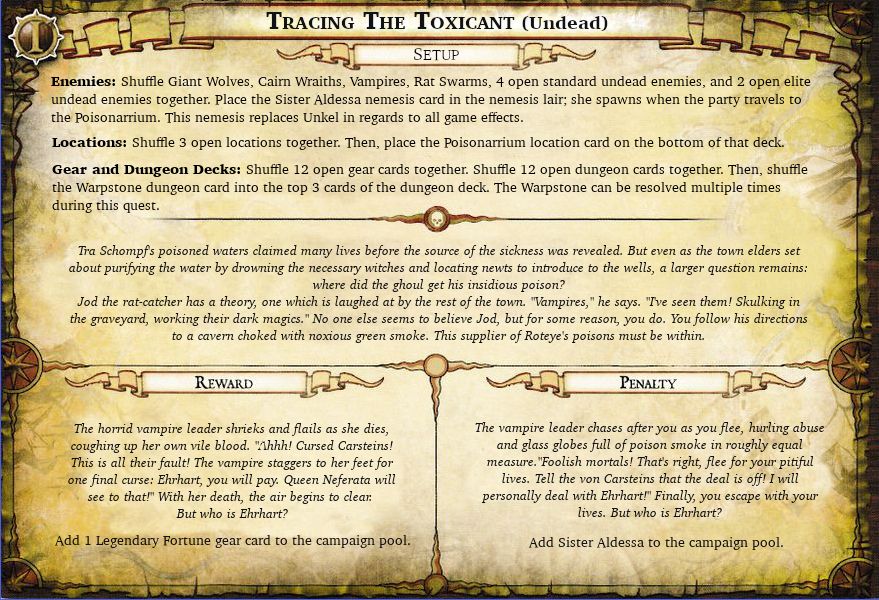 I
TRACING THE TOXICANT (Undead)
SETUP
Enemies: Shuffle Giant Wolves, Cairn Wraiths, Vampires, Rat Swarms, 4 open standard undead enemies, and 2 open elite
undead enemies together. Place the Sister Aldessa nemesis card in the nemesis lair; she spawns when the party travels to
the Poisonarrium. This nemesis replaces Unkel in regards to all game effects.
Locations: Shuffle 3 open locations together. Then, place the Poisonarrium location card on the bottom of that deck.
Gear and Dungeon Decks: Shuffle 12 open gear cards together. Shuffle 12 open dungeon cards together. Then, shuffle
the Warpstone dungeon card into the top 3 cards of the dungeon deck. The Warpstone can be resolved multiple times
during this quest.
Tra Schompf's poisoned waters claimed many lives before the source of the sickness was revealed. But even as the town elders set
about purifying the water by drowning the necessary witches and locating newts to introduce to the wells, a larger question remains:
where did the ghoul get his insidious poison?
Jod the rat-catcher has a theory, one which is laughed at by the rest of the town. "Vampires," he says. "I've seen them! Skulking in
the graveyard, working their dark magics." No one else seems to believe Jod, but for some reason, you do. You follow his directions
to a cavern choked with noxious green smoke. This supplier of Roteye's poisons must be within.
REWARD
The horrid vampire leader shrieks and flails as she dies,
coughing up her own vile blood. "Ahhh! Cursed Carsteins!
This is all their fault! The vampire staggers to her feet for
one final curse: Ehrhart, you will pay. Queen Neferata will
see to that!" With her death, the air begins to clear.
But who is Ehrhart?
Add 1 Legendary Fortune gear card to the campaign pool.
PENALTY
The vampire leader chases after you as you flee, hurling abuse
and glass globes full of poison smoke in roughly equal
measure."Foolish mortals! That's right, flee for your pitiful
lives. Tell the von Carsteins that the deal is off! I will
personally deal with Ehrhart!" Finally, you escape with your
lives. But who is Ehrhart?
Add Sister Aldessa to the campaign pool.